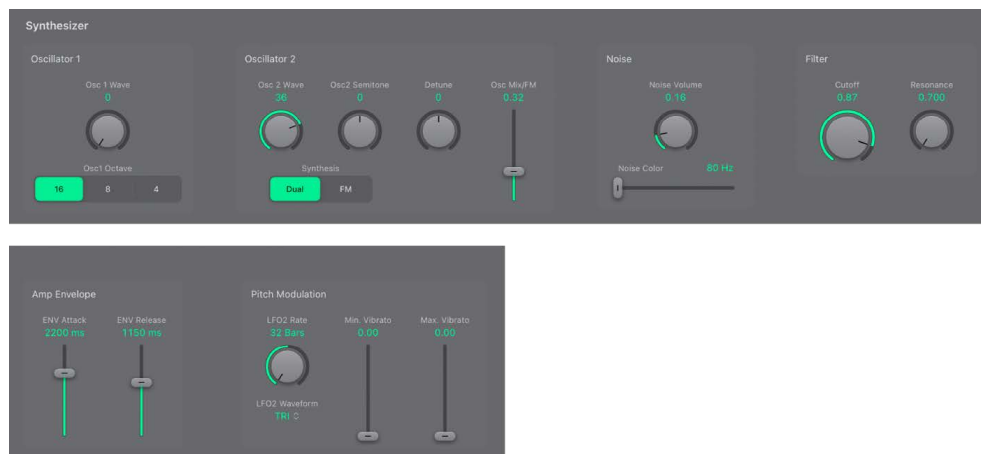 Synthesizer
Oscillator 1
Osc 1 Wave
0
Osc1 Octave
16 8 4
Oscillator 2
Osc 2 Wave Osc2 Semitone Detune Osc Mix/FM
36 0 0 0.32
Synthesis
Dual FM
Noise
Noise Volume
0.16
Noise Color 80 Hz
Filter
Cutoff Resonance
0.87 0.700
Amp Envelope
ENV Attack ENV Release
2200 ms 1150 ms
Pitch Modulation
LFO2 Rate Min. Vibrato Max. Vibrato
32 Bars 0.00 0.00
LFO2 Waveform
TRI